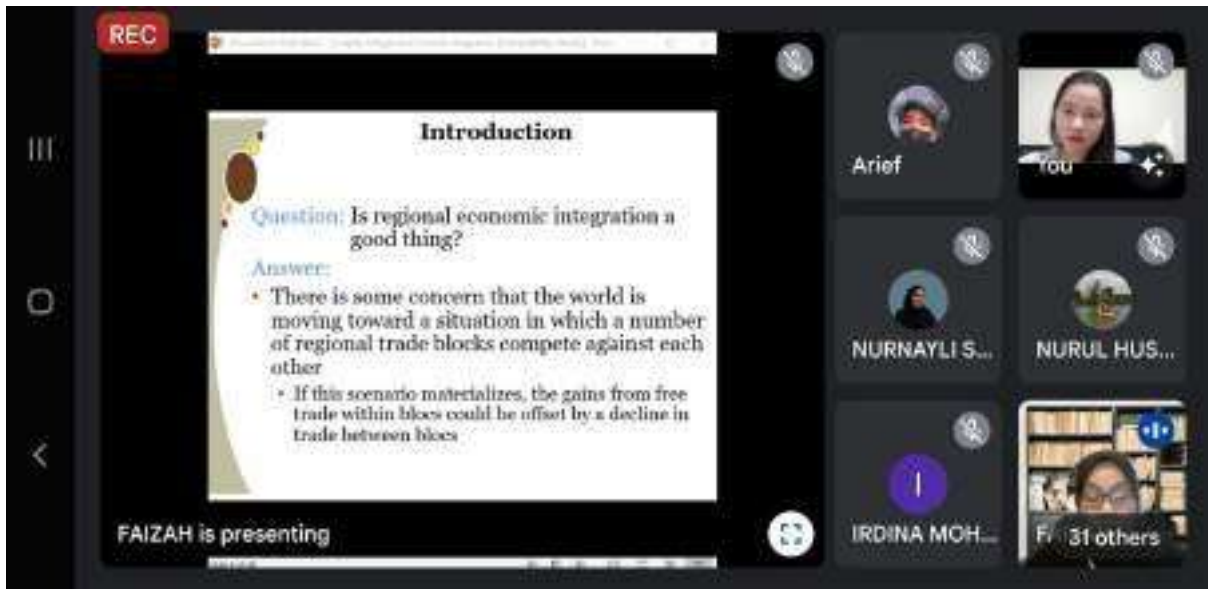 REC
Introduction
Question: Is regional economic integration a
good thing?
Answer:
• There is some concern that the world is
moving toward a situation in which a number
of regional trade blocks compete against each
other
• If this scenario materializes, the gains from free
trade within blocs could be offset by a decline in
trade between blocs
FAIZAH is presenting
Arief
You
NURNAYLI S...
NURUL HUS...
I
IRDINA MOH...
31 others